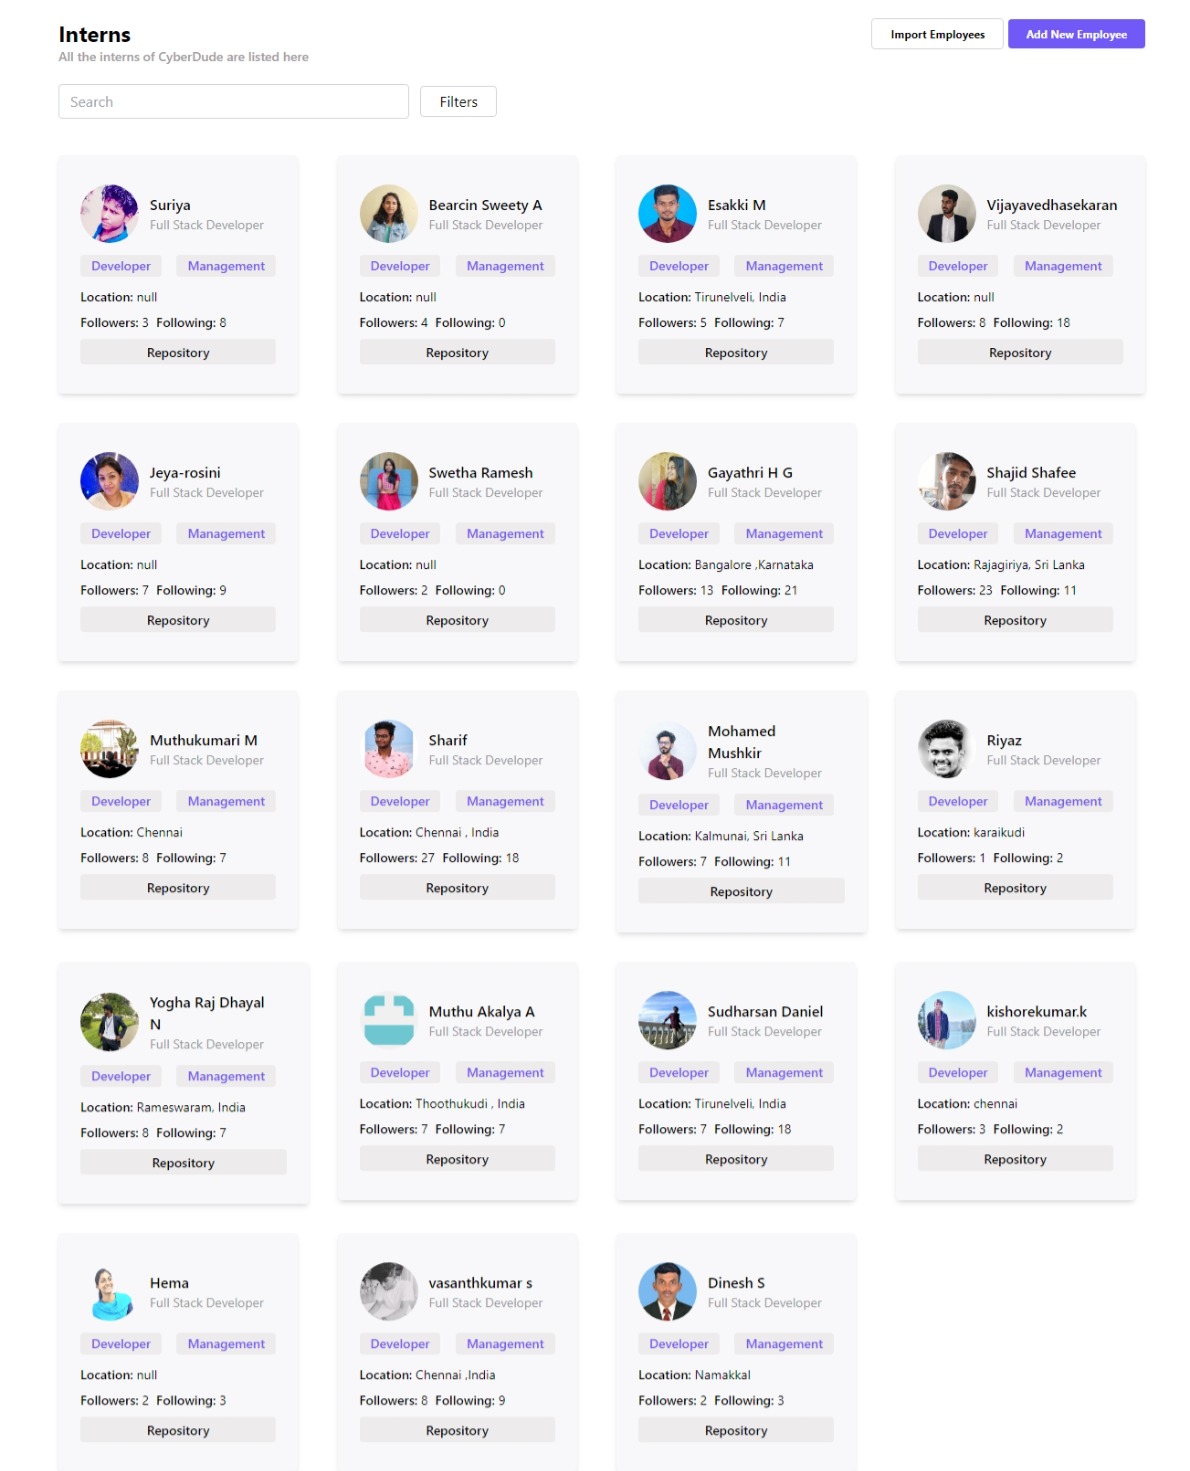 Interns
Import Employees
Add New Employee
All the interns of CyberDude are listed here
Search
Filters
Suriya
Full Stack Developer
Developer Management
Location: null
Followers: 3 Following: 8
Repository
Bearcin Sweety A
Full Stack Developer
Developer Management
Location: null
Followers: 4 Following: 0
Repository
Esakki M
Full Stack Developer
Developer Management
Location: Tirunelveli, India
Followers: 5 Following: 7
Repository
Vijayavedhasekaran
Full Stack Developer
Developer Management
Location: null
Followers: 8 Following: 18
Repository
Jeya-rosini
Full Stack Developer
Developer Management
Location: null
Followers: 7 Following: 9
Repository
Swetha Ramesh
Full Stack Developer
Developer Management
Location: null
Followers: 2 Following: 0
Repository
Gayathri H G
Full Stack Developer
Developer Management
Location: Bangalore ,Karnataka
Followers: 13 Following: 21
Repository
Shajid Shafee
Full Stack Developer
Developer Management
Location: Rajagiriya, Sri Lanka
Followers: 23 Following: 11
Repository
Muthukumari M
Full Stack Developer
Developer Management
Location: Chennai
Followers: 8 Following: 7
Repository
Sharif
Full Stack Developer
Developer Management
Location: Chennai , India
Followers: 27 Following: 18
Repository
Mohamed
Mushkir
Full Stack Developer
Developer Management
Location: Kalmunai, Sri Lanka
Followers: 7 Following: 11
Repository
Riyaz
Full Stack Developer
Developer Management
Location: karaikudi
Followers: 1 Following: 2
Repository
Yogha Raj Dhayal
N
Full Stack Developer
Developer Management
Location: Rameswaram, India
Followers: 8 Following: 7
Repository
Muthu Akalya A
Full Stack Developer
Developer Management
Location: Thoothukudi , India
Followers: 7 Following: 7
Repository
Sudharsan Daniel
Full Stack Developer
Developer Management
Location: Tirunelveli, India
Followers: 7 Following: 18
Repository
kishorekumar.k
Full Stack Developer
Developer Management
Location: chennai
Followers: 3 Following: 2
Repository
Hema
Full Stack Developer
Developer Management
Location: null
Followers: 2 Following: 3
Repository
vasanthkumar s
Full Stack Developer
Developer Management
Location: Chennai ,India
Followers: 8 Following: 9
Repository
Dinesh S
Full Stack Developer
Developer Management
Location: Namakkal
Followers: 2 Following: 3
Repository